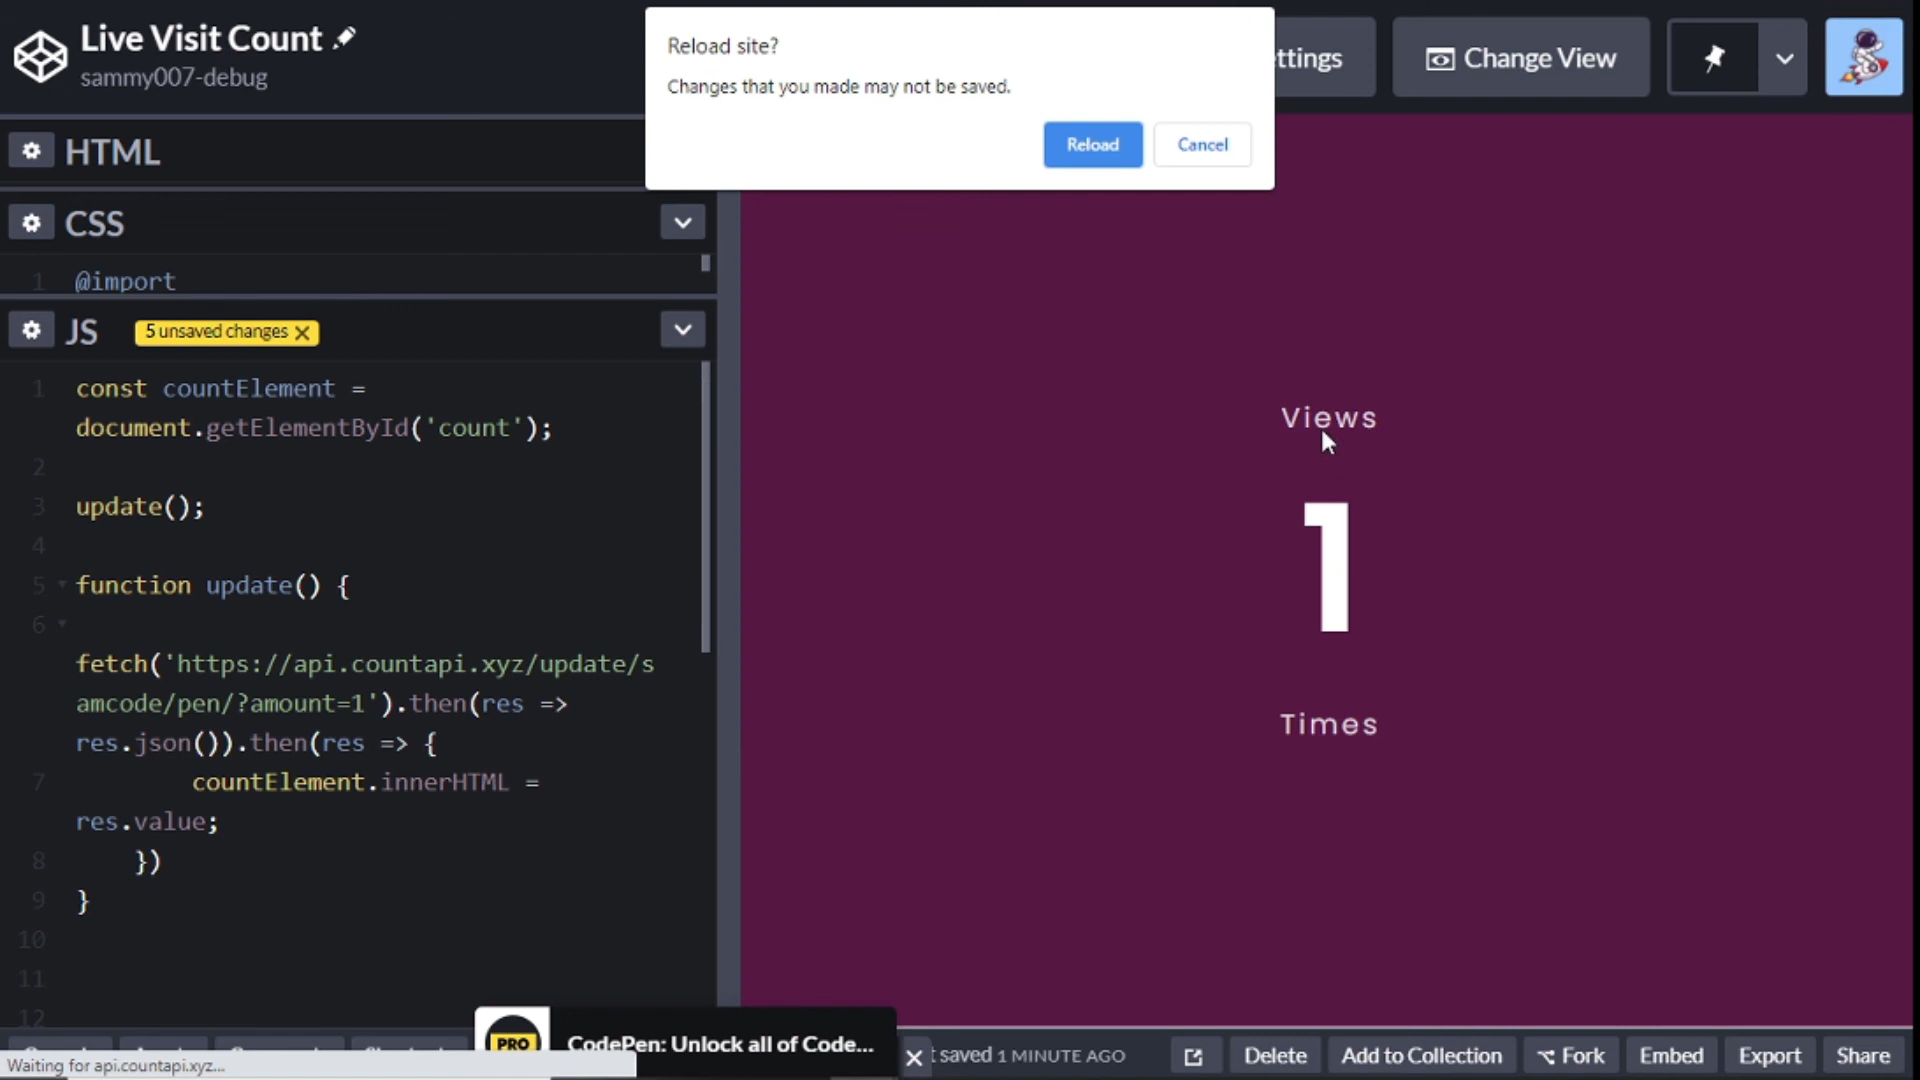 Live Visit Count
sammy007-debug
Reload site?
Changes that you made may not be saved.
Reload
Cancel
ttings
Change View
HTML
CSS
1 @import
JS
5 unsaved changes
1 const countElement =
document.getElementById('count');
2
3 update();
4
5 function update() {
6
fetch('https://api.countapi.xyz/update/s
amcode/pen/?amount=1').then(res =>
res.json()).then(res => {
7 countElement.innerHTML =
res.value;
8 })
9 }
10
11
12
Views
1
Times
PRO
CodePen: Unlock all of Code...
Waiting for api.countapi.xyz...
t saved 1 MINUTE AGO
Delete
Add to Collection
Fork
Embed
Export
Share